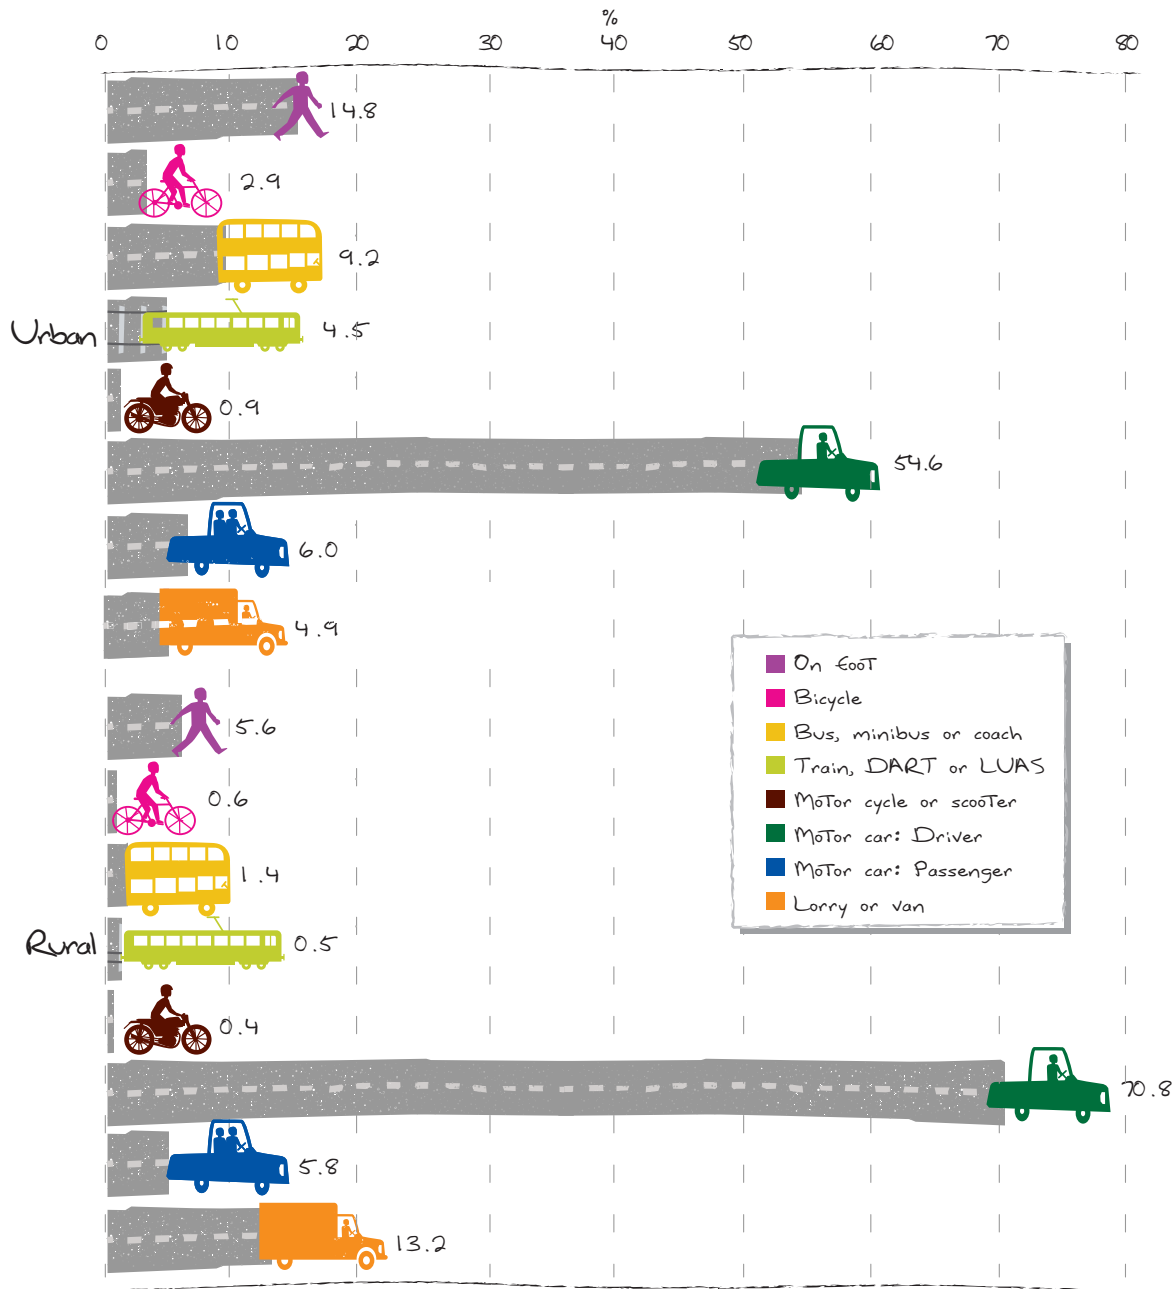 %
0 10 20 30 40 50 60 70 80
14.8
2.9
9.2
Urban
4.5
0.9
54.6
6.0
4.9
On foot
Bicycle
Bus, minibus or coach
Train, DART or LUAS
Motor cycle or scooter
Motor car: Driver
Motor car: Passenger
Lorry or van
5.6
0.6
1.4
Rural
0.5
0.4
70.8
5.8
13.2